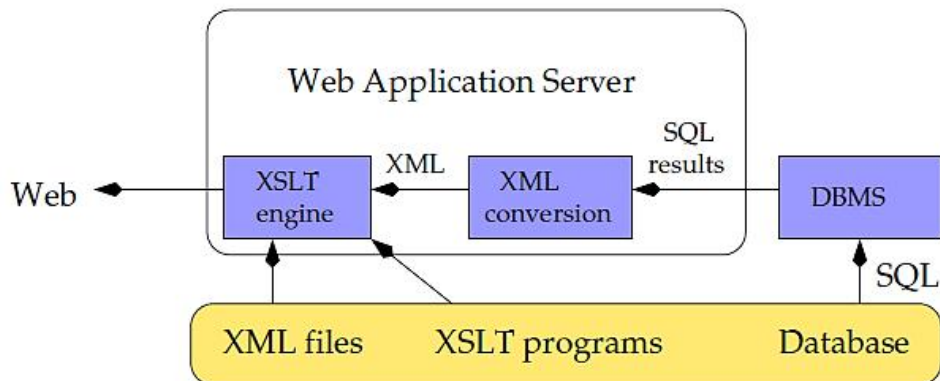 Web Application Server
SQL
results
XML
Web
XSLT
engine
XML
conversion
DBMS
SQL
XML files
XSLT programs
Database